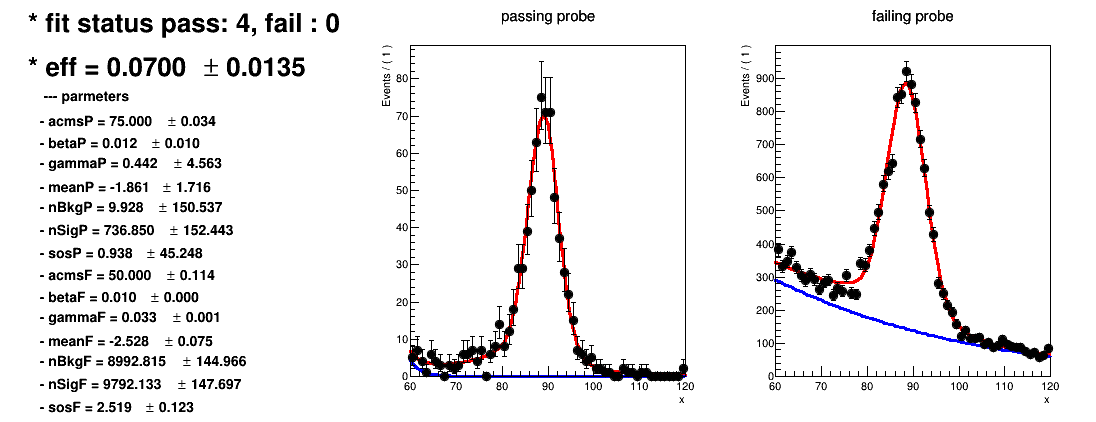 * fit status pass: 4, fail : 0
* eff = 0.0700 ± 0.0135
--- parmeters
- acmsP = 75.000 ± 0.034
- betaP = 0.012 ± 0.010
- gammaP = 0.442 ± 4.563
- meanP = -1.861 ± 1.716
- nBkgP = 9.928 ± 150.537
- nSigP = 736.850 ± 152.443
- sosP = 0.938 ± 45.248
- acmsF = 50.000 ± 0.114
- betaF = 0.010 ± 0.000
- gammaF = 0.033 ± 0.001
- meanF = -2.528 ± 0.075
- nBkgF = 8992.815 ± 144.966
- nSigF = 9792.133 ± 147.697
- sosF = 2.519 ± 0.123
passing probe
Events / ( 1 )
80
70
60
50
40
30
20
10
0
60 70 80 90 100 110 120
x
failing probe
Events / ( 1 )
900
800
700
600
500
400
300
200
100
0
60 70 80 90 100 110 120
x